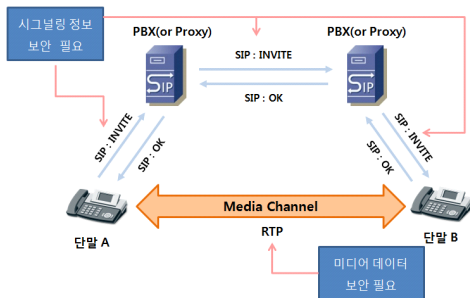 시그널링 정보
보안 필요
PBX(or Proxy)
PBX(or Proxy)
SIP : INVITE
SIP : OK
SIP
SIP
SIP : INVITE
SIP : OK
SIP : INVITE
SIP : OK
Media Channel
단말 A
RTP
단말 B
미디어 데이터
보안 필요